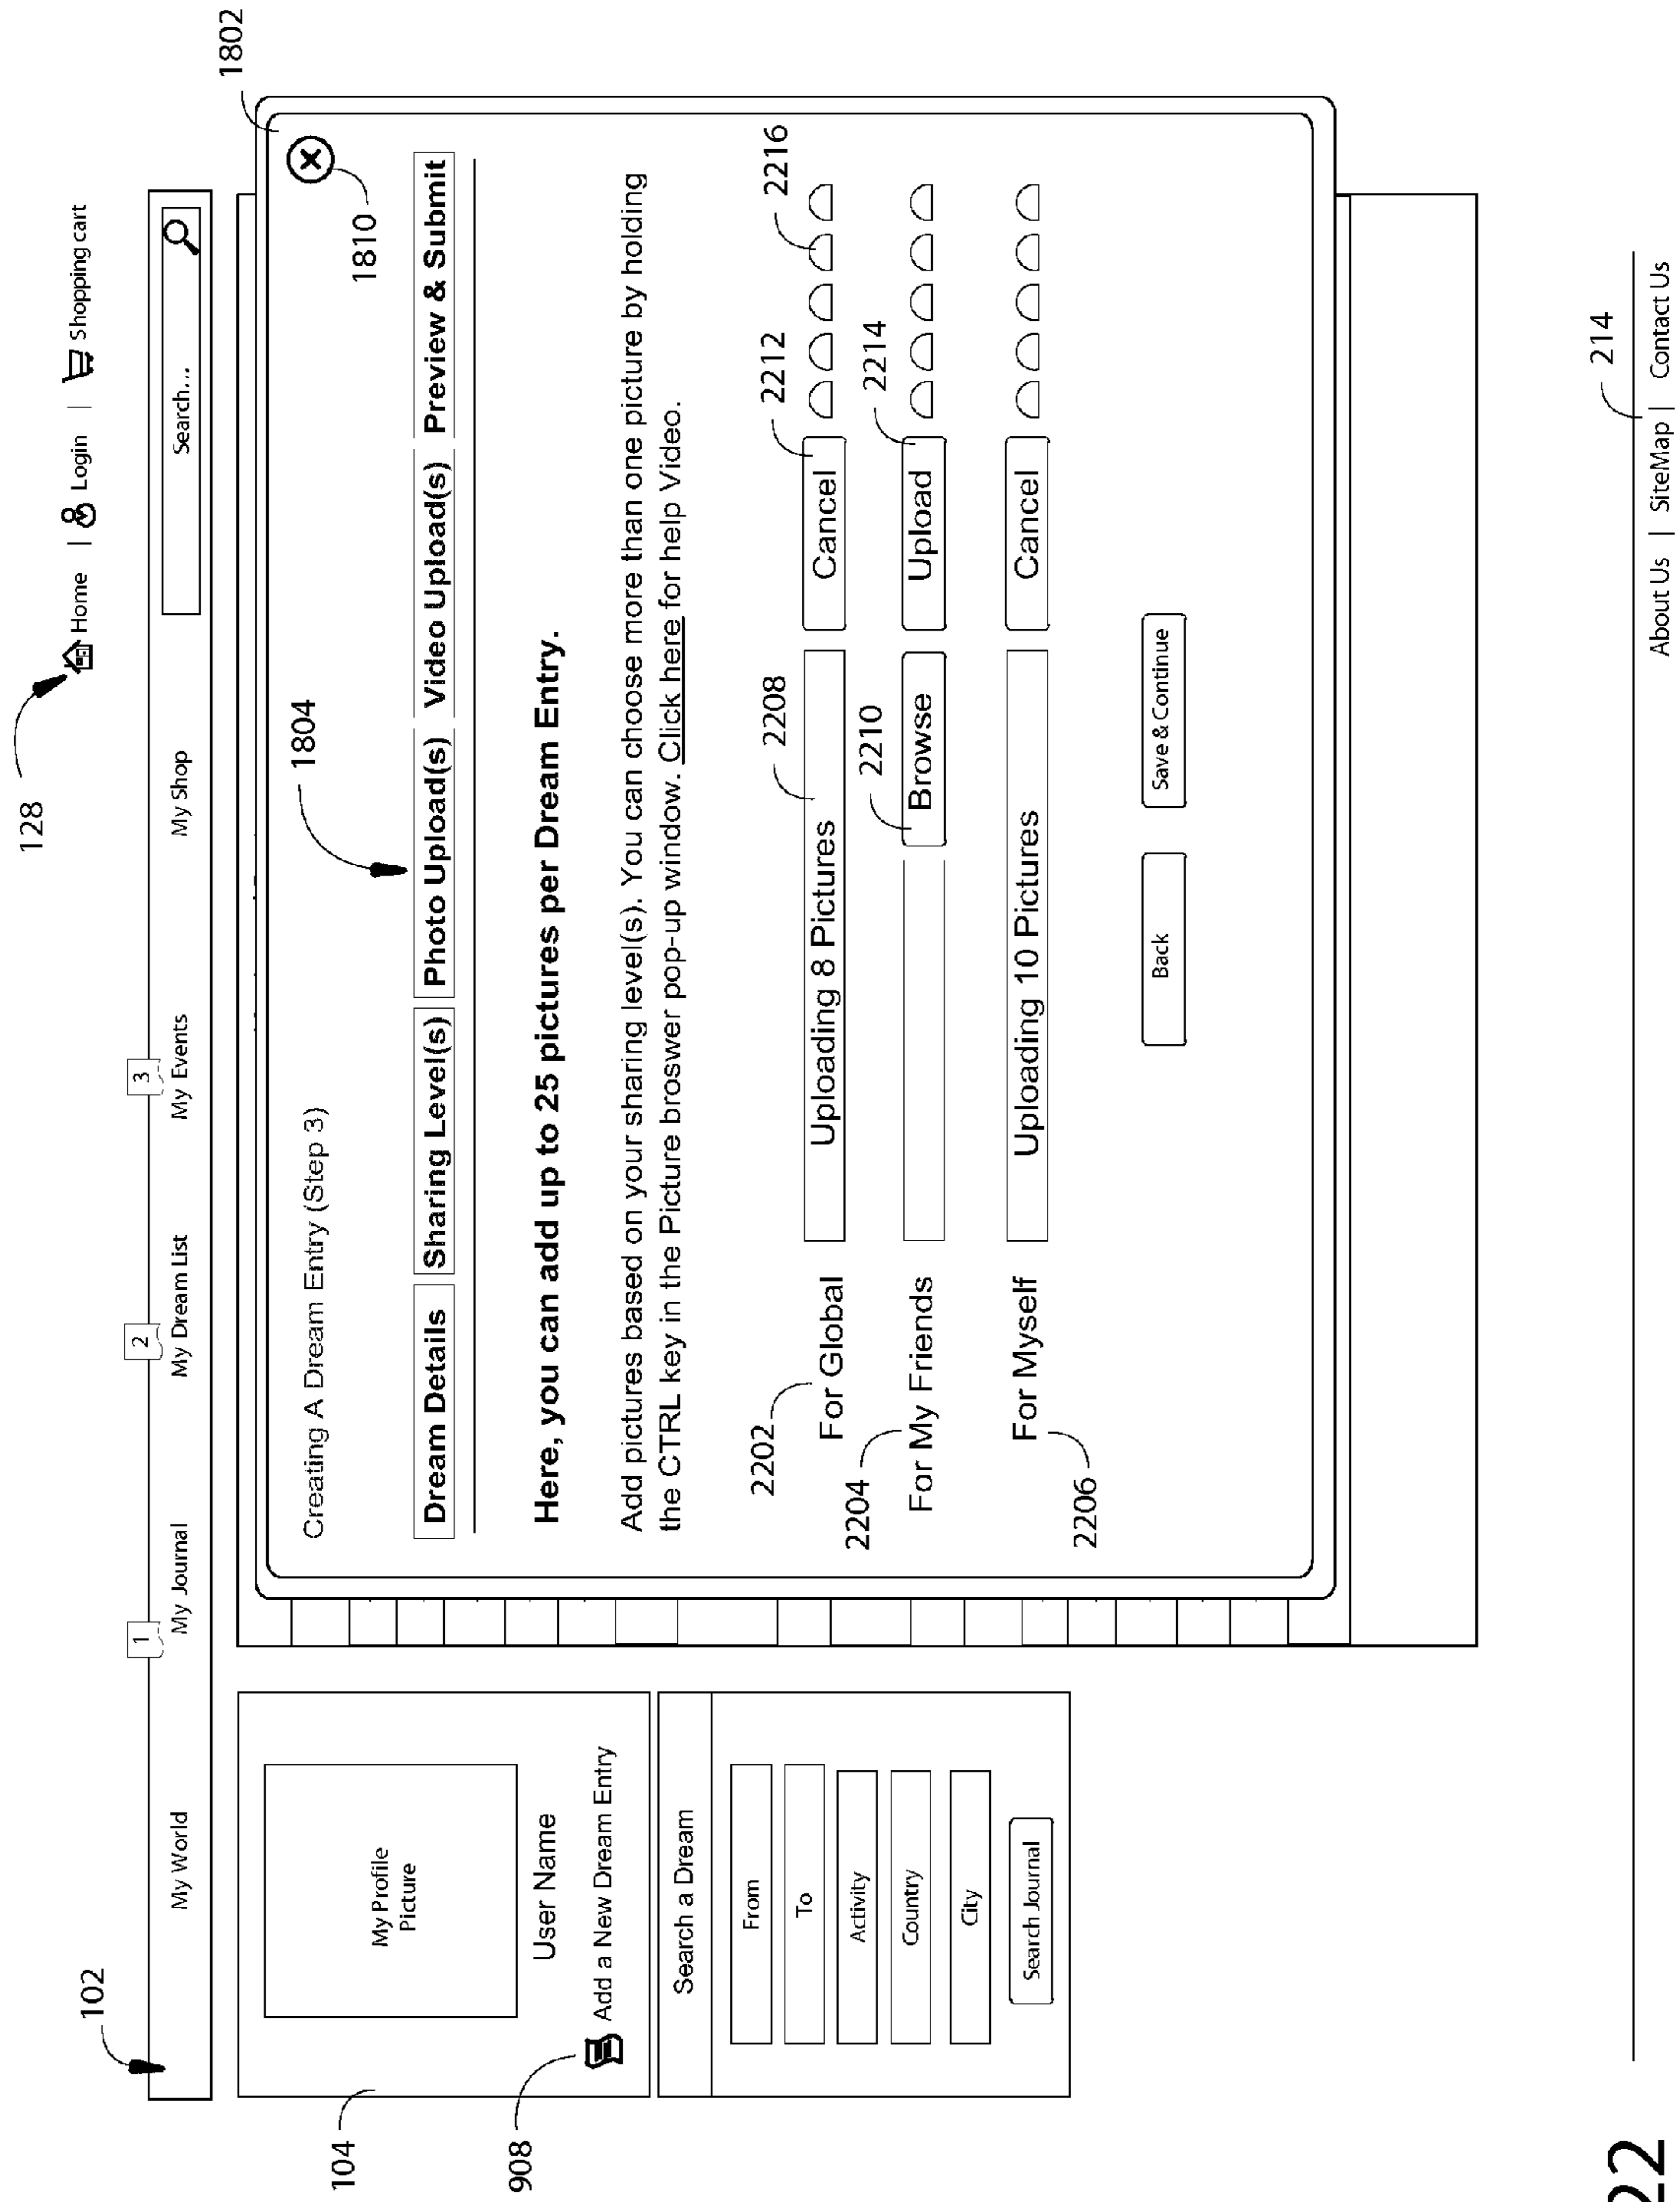 128
Home | Login | Shopping cart
102
1
2
3
My World
My Journal
My Dream List
My Events
My Shop
Search...
1802
104
My Profile
Picture
User Name
908
Add a New Dream Entry
Search a Dream
From
To
Activity
Country
City
Search Journal
Creating A Dream Entry (Step 3)
1804
1810
Dream Details
Sharing Level(s)
Photo Upload(s)
Video Upload(s)
Preview & Submit
Here, you can add up to 25 pictures per Dream Entry.
Add pictures based on your sharing level(s). You can choose more than one picture by holding
the CTRL key in the Picture broswer pop-up window. Click here for help Video.
2202
2208
2212
2216
For Global
Uploading 8 Pictures
Cancel
2204
2210
2214
For My Friends
Browse
Upload
For Myself
Uploading 10 Pictures
Cancel
2206
Back
Save & Continue
214
About Us | SiteMap | Contact Us
22